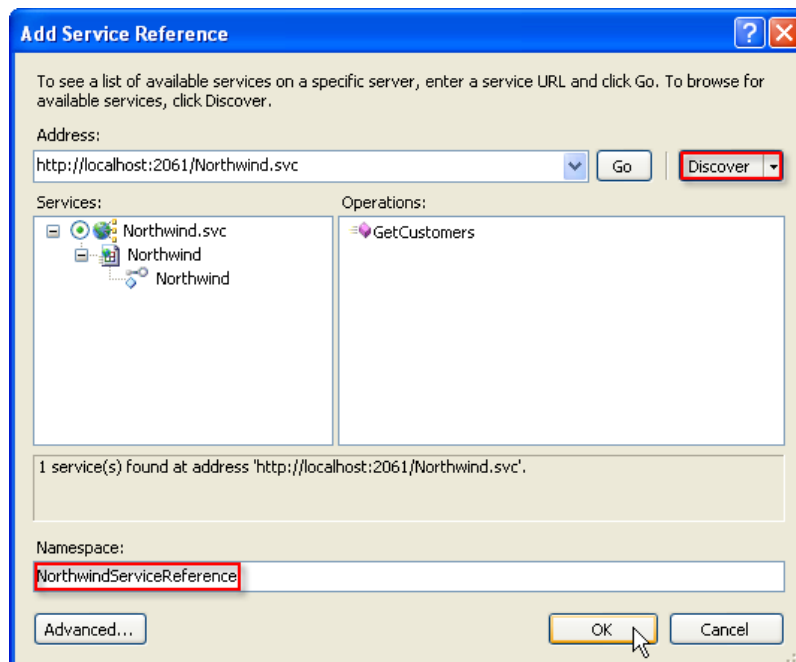 Add Service Reference
To see a list of available services on a specific server, enter a service URL and click Go. To browse for
available services, click Discover.
Address:
http://localhost:2061/Northwind.svc Go Discover
Services: Operations:
Northwind.svc GetCustomers
Northwind
Northwind
1 service(s) found at address 'http://localhost:2061/Northwind.svc'.
Namespace:
NorthwindServiceReference
Advanced... OK Cancel